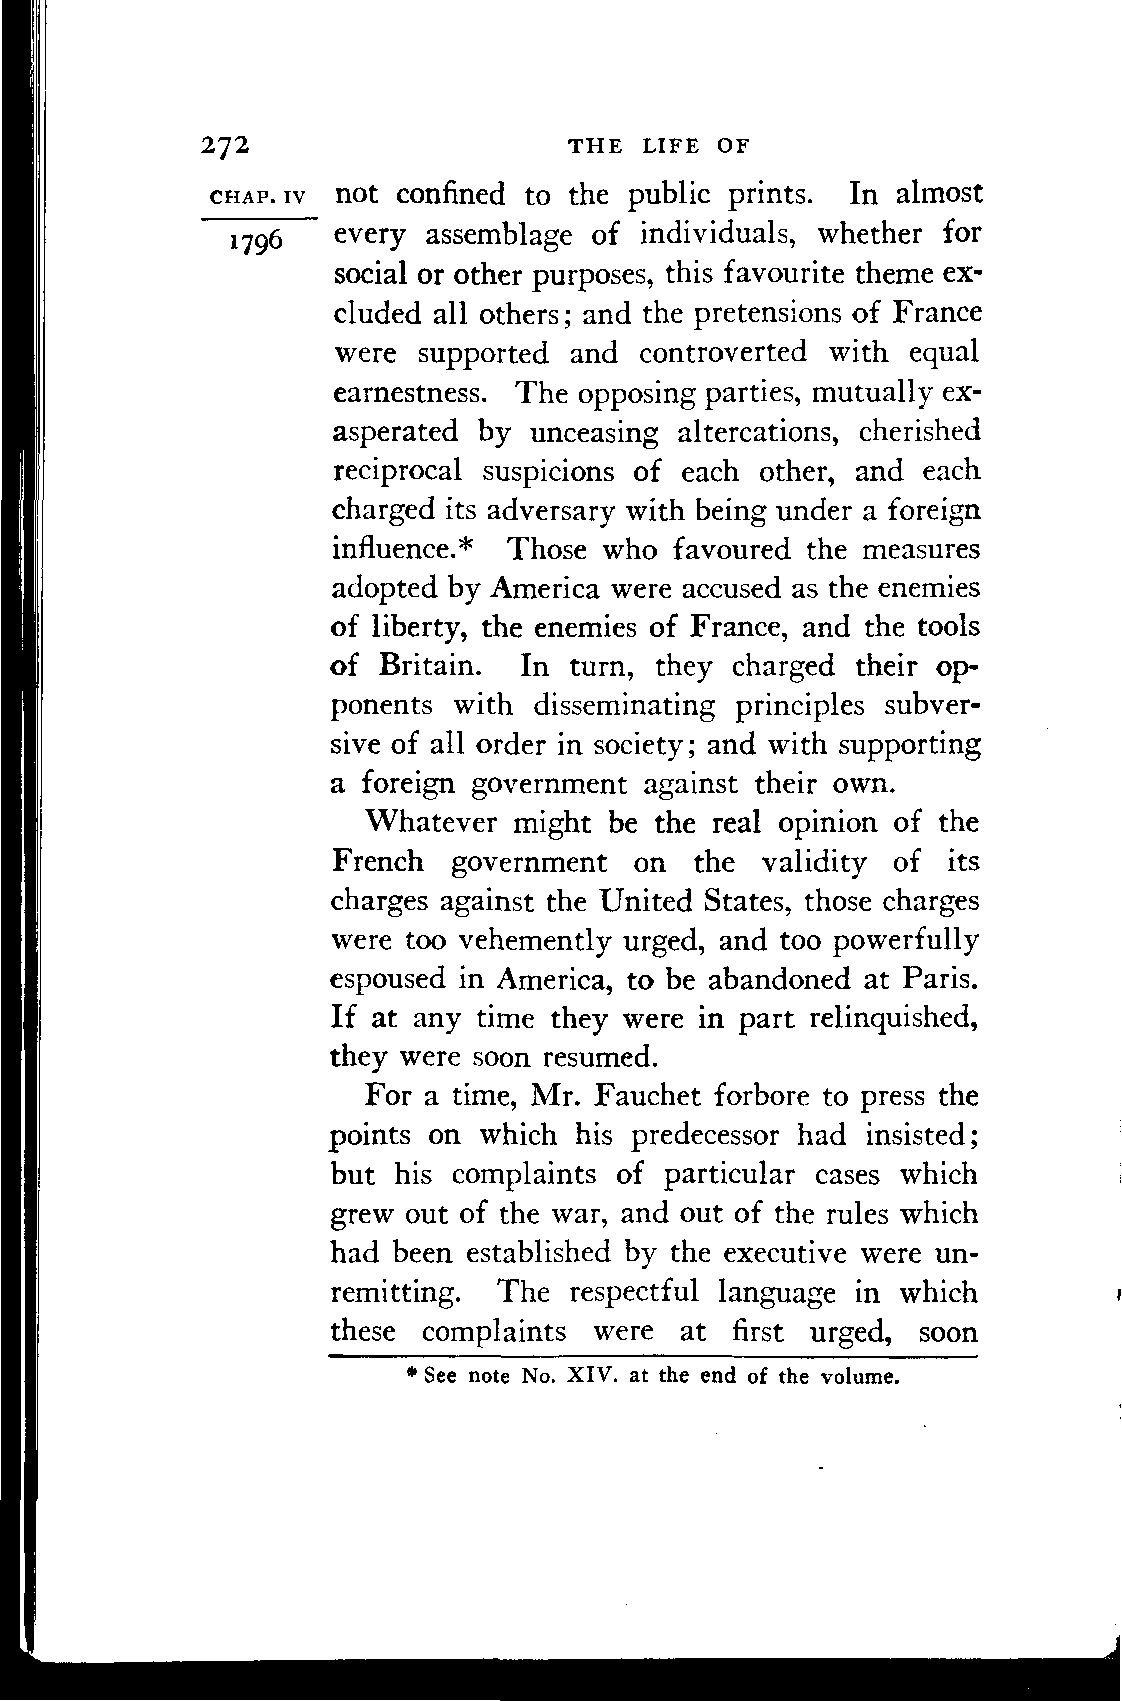 272 THE LIFE OF
CHAP. IV not confined to the public prints. In almost
1796 every assemblage of individuals, whether for
social or other purposes, this favourite theme ex-
cluded all others; and the pretensions of France
were supported and controverted with equal
earnestness. The opposing parties, mutually ex-
asperated by unceasing altercations, cherished
reciprocal suspicions of each other, and each
charged its adversary with being under a foreign
influence.* Those who favoured the measures
adopted by America were accused as the enemies
of liberty, the enemies of France, and the tools
of Britain. In turn, they charged their op-
ponents with disseminating principles subver-
sive of all order in society; and with supporting
a foreign government against their own.
Whatever might be the real opinion of the
French government on the validity of its
charges against the United States, those charges
were too vehemently urged, and too powerfully
espoused in America, to be abandoned at Paris.
If at any time they were in part relinquished,
they were soon resumed.
For a time, Mr. Fauchet forbore to press the
points on which his predecessor had insisted;
but his complaints of particular cases which
grew out of the war, and out of the rules which
had been established by the executive were un-
remitting. The respectful language in which
these complaints were at first urged, soon
* See note No. XIV. at the end of the volume.